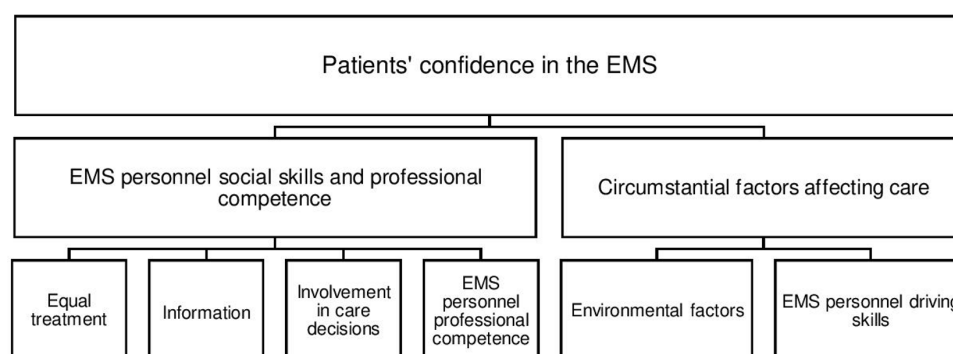 Patients' confidence in the EMS
EMS personnel social skills and professional
competence
Circumstantial factors affecting care
Equal
treatment
Information
Involvement
in care
decisions
EMS
personnel
professional
competence
Environmental factors
EMS personnel driving
skills